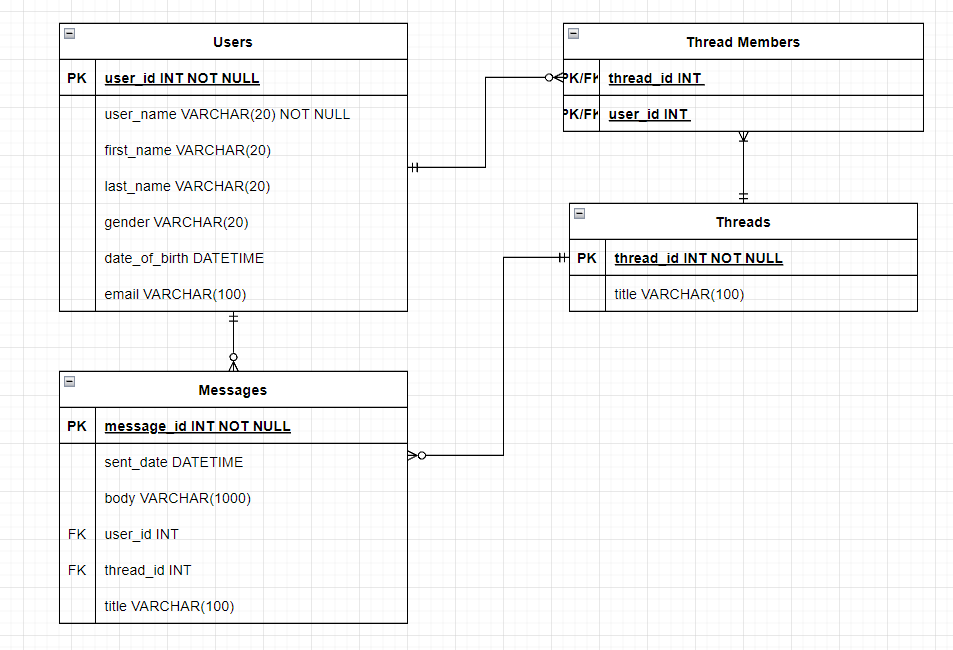 Users
PK user_id INT NOT NULL
user_name VARCHAR(20) NOT NULL
first_name VARCHAR(20)
last_name VARCHAR(20)
gender VARCHAR(20)
date_of_birth DATETIME
email VARCHAR(100)
Thread Members
PK/FK thread_id INT
PK/FK user_id INT
Threads
PK thread_id INT NOT NULL
title VARCHAR(100)
Messages
PK message_id INT NOT NULL
sent_date DATETIME
body VARCHAR(1000)
FK user_id INT
FK thread_id INT
title VARCHAR(100)